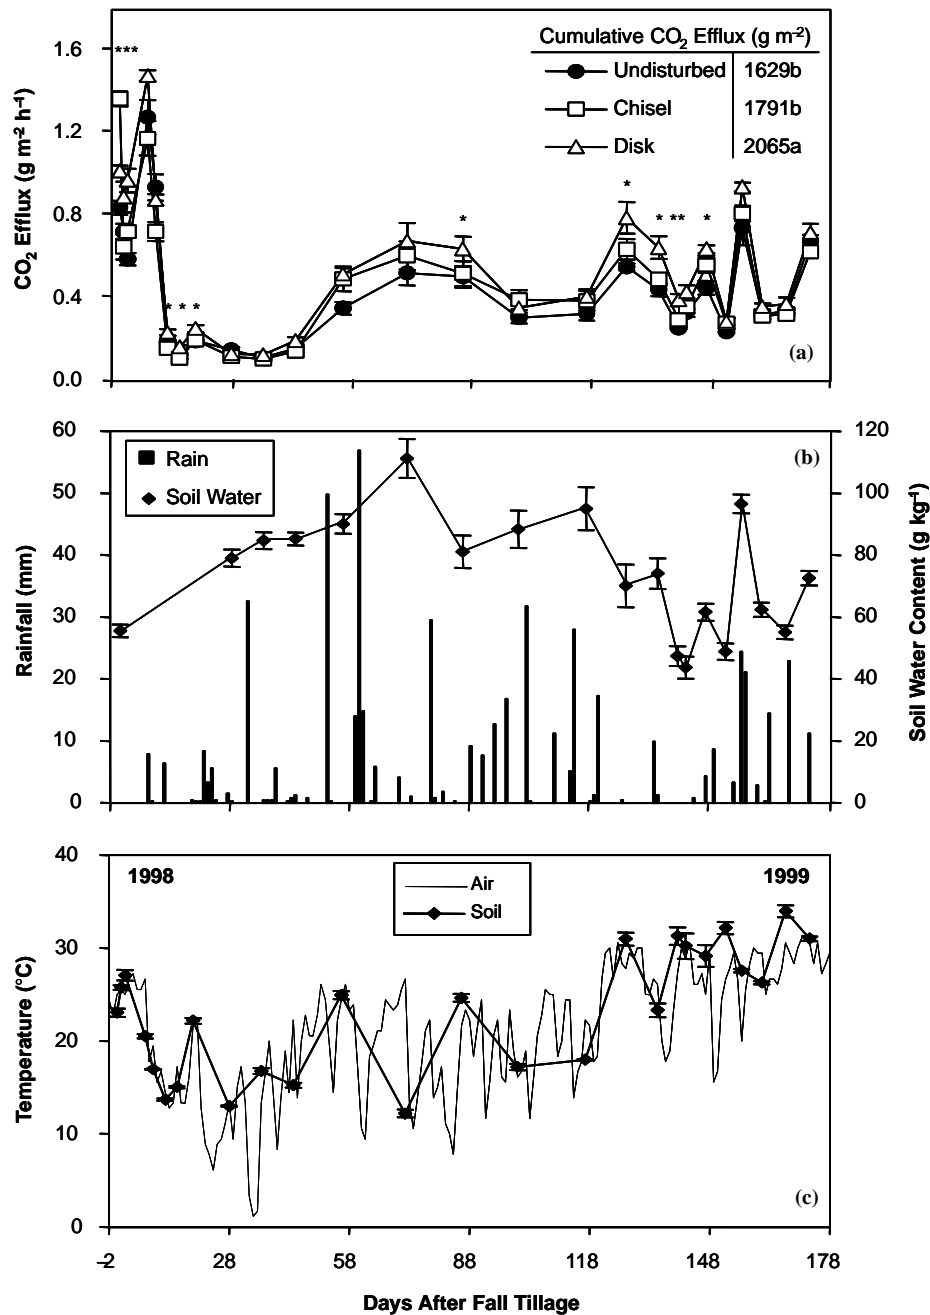 Cumulative CO2 Efflux (g m-2)
Undisturbed 1629b
Chisel 1791b
Disk 2065a
CO2 Efflux (g m-2 h-1)
1.6
1.2
0.8
0.4
0.0
***
* * *
*
*
* **
*
(a)
60
50
40
30
20
10
0
Rainfall (mm)
Rain
Soil Water
(b)
120
100
80
60
40
20
0
Soil Water Content (g kg-1)
40
30
20
10
0
Temperature (°C)
1998
Air
Soil
1999
(c)
–2 28 58 88 118 148 178
Days After Fall Tillage